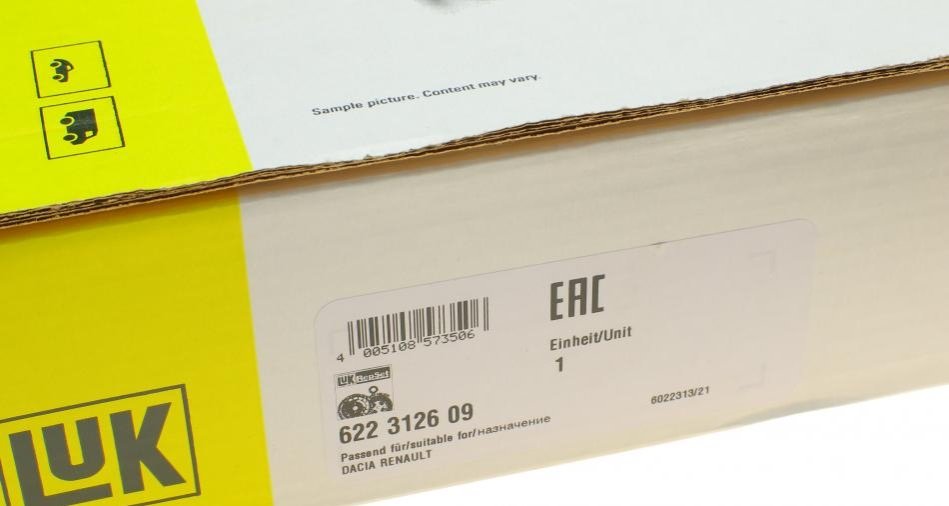 Sample picture. Content may vary.
EAC
Einheit/Unit
1
4 005108 573506
LUK RepSet
622 3126 09
Passend für/suitable for/назначение
DACIA RENAULT
6022313/21
LUK